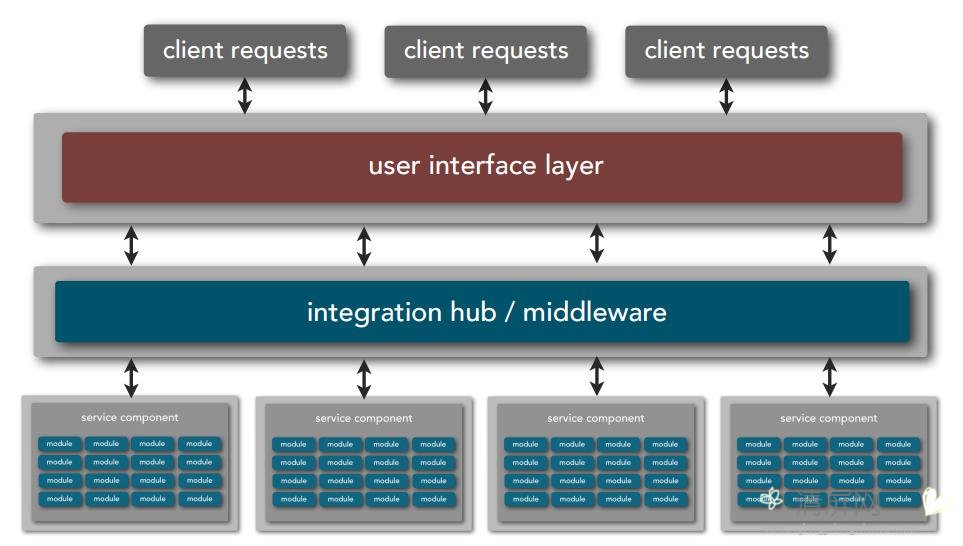 client requests client requests client requests
user interface layer
integration hub / middleware
service component service component service component service component
module module module module module module module module module module module module module module module module
module module module module module module module module module module module module module module module module
module module module module module module module module module module module module module module module module
module module module module module module module module module module module module module module module module
清屏网